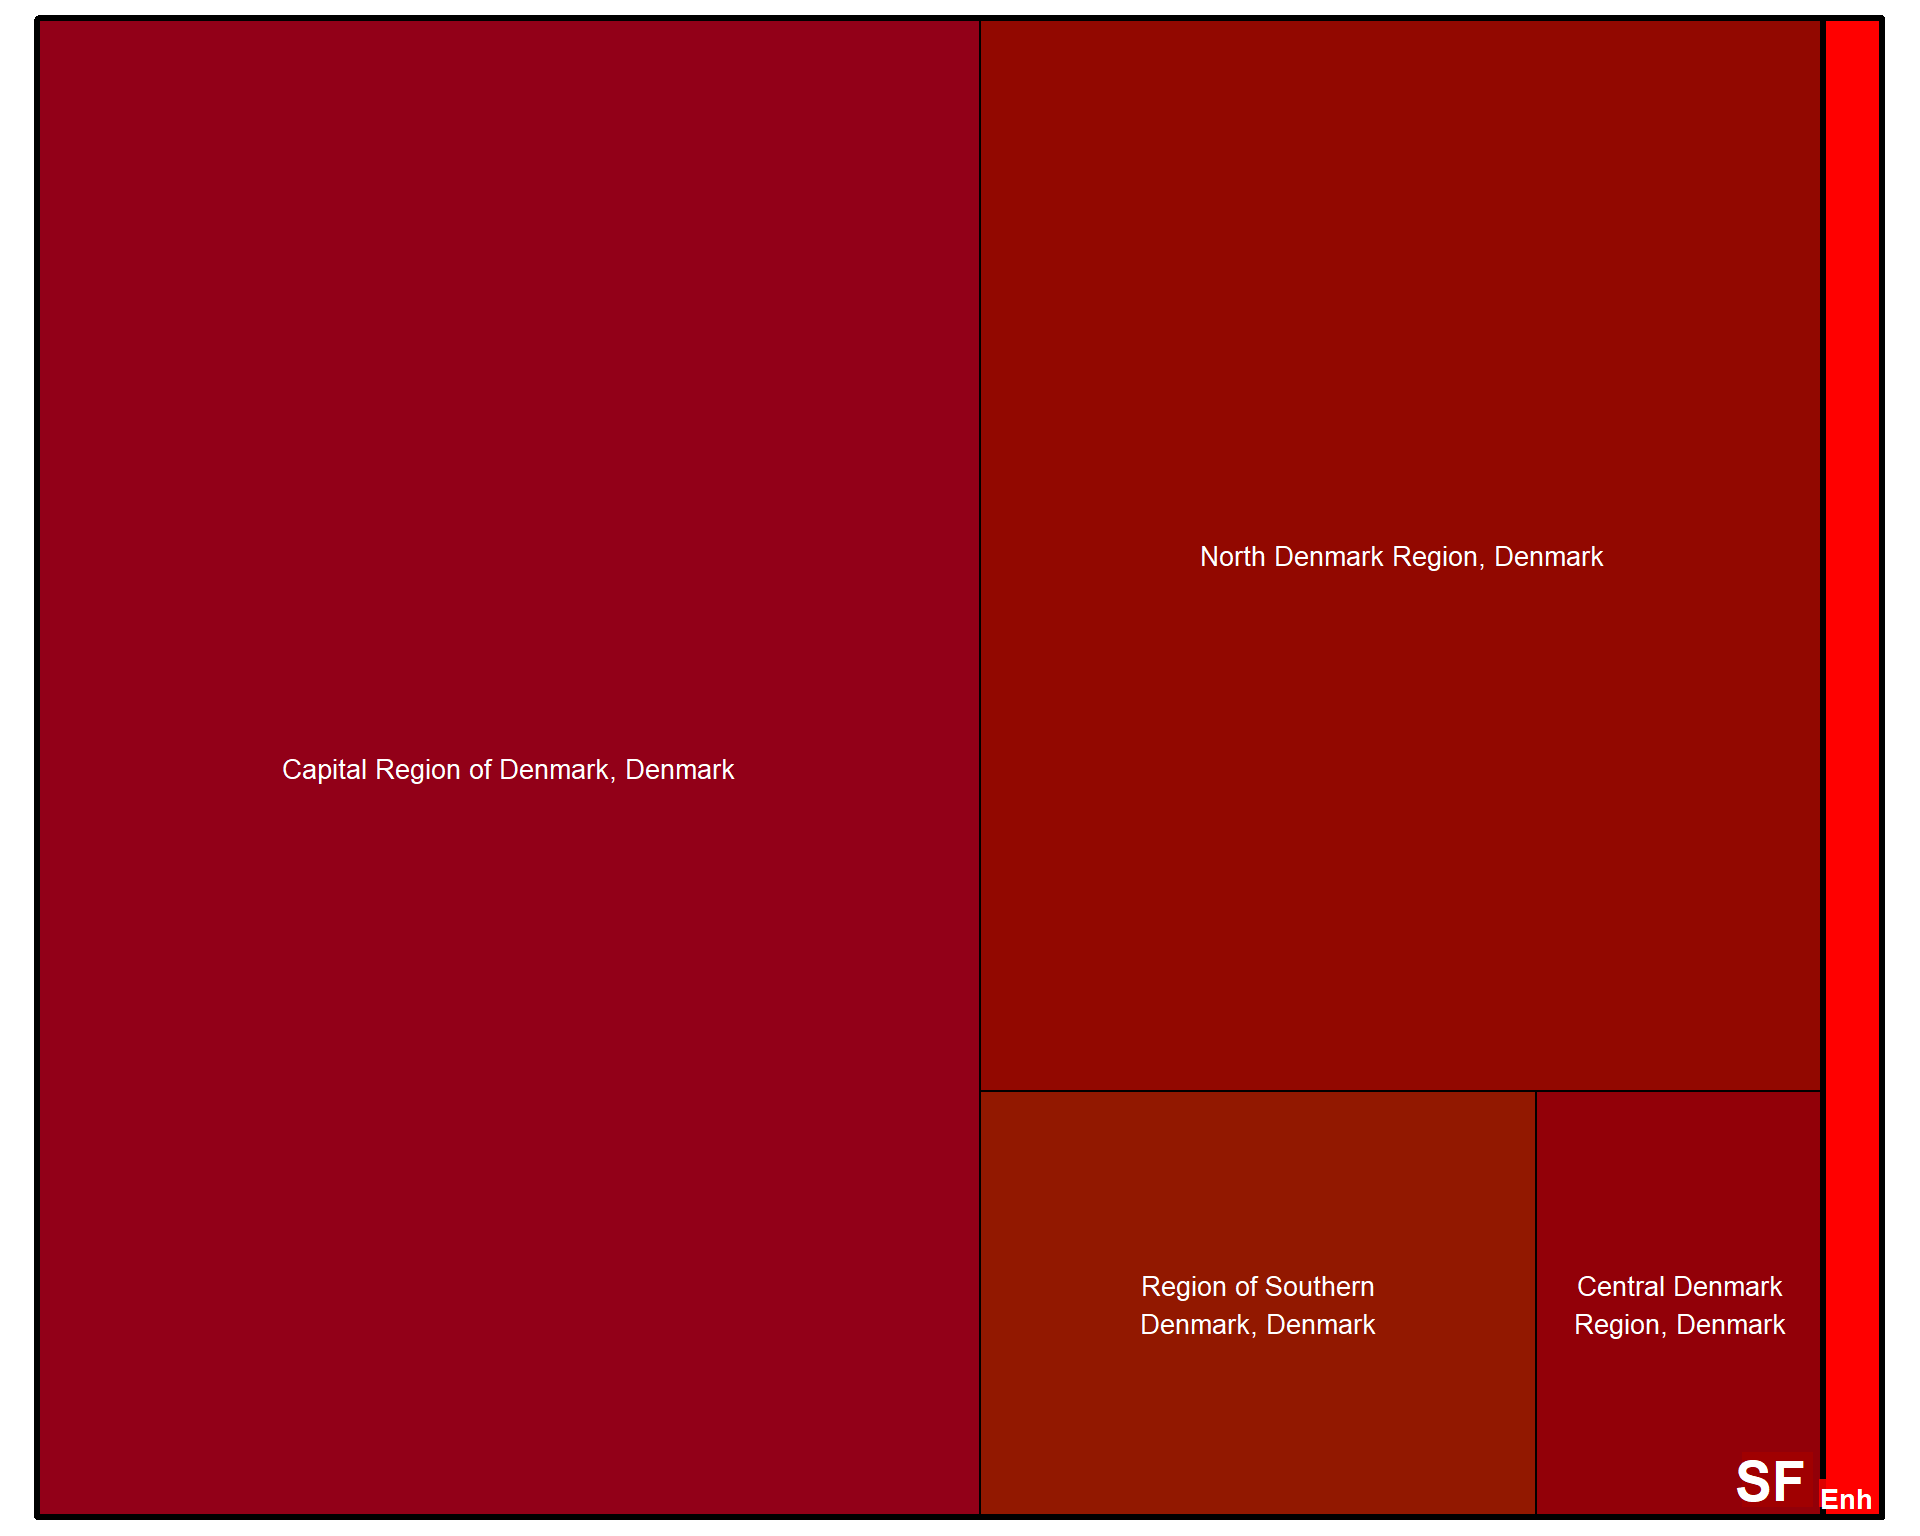 North Denmark Region, Denmark
Capital Region of Denmark, Denmark
Region of Southern
Denmark, Denmark
Central Denmark
Region, Denmark
SF
Enh